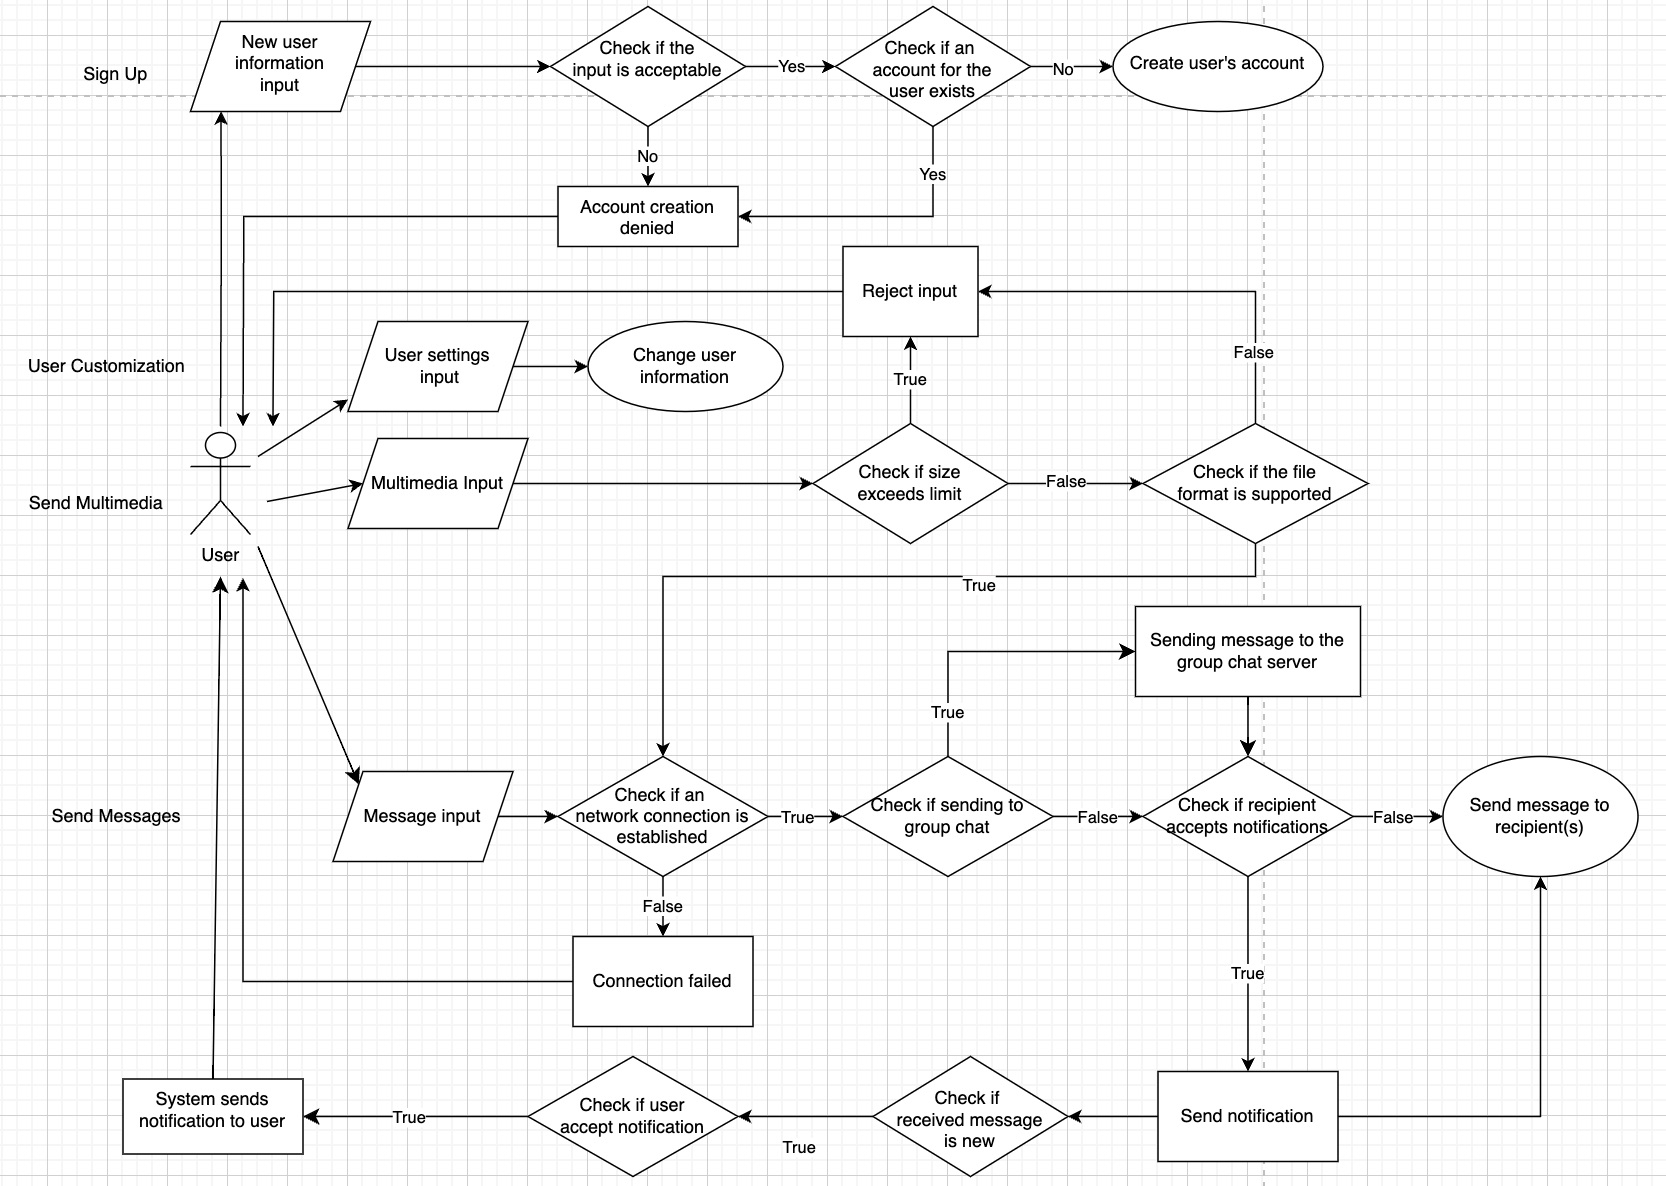 Sign Up
New user
information
input
Check if the
input is acceptable
Yes
Check if an
account for the
user exists
No
Create user's account
No
Yes
Account creation
denied
Reject input
User Customization
User settings
input
Change user
information
True
False
Send Multimedia
Multimedia Input
Check if size
exceeds limit
False
Check if the file
format is supported
User
True
Sending message to the
group chat server
True
Send Messages
Message input
Check if an
network connection is
established
True
Check if sending to
group chat
False
Check if recipient
accepts notifications
False
Send message to
recipient(s)
False
Connection failed
True
System sends
notification to user
True
Check if user
accept notification
True
Check if
received message
is new
Send notification